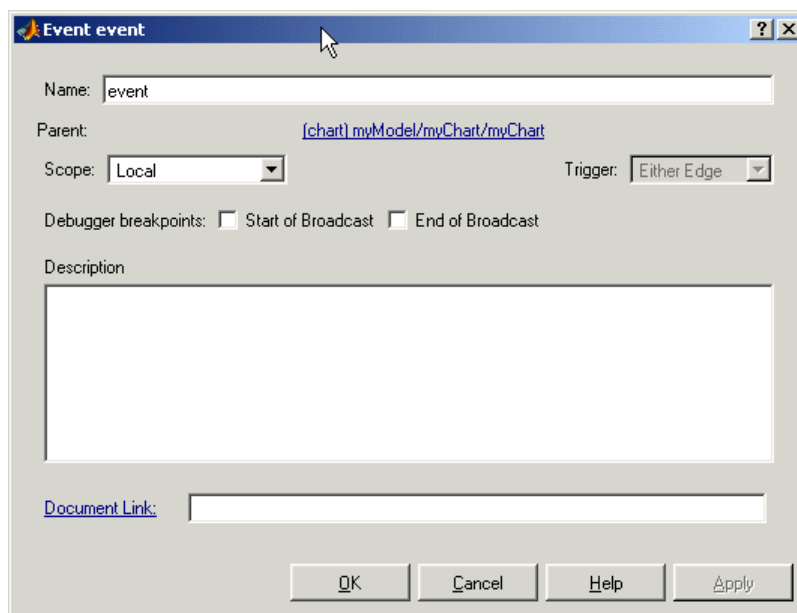 Event event
Name: event
Parent: (chart) myModel/myChart/myChart
Scope: Local Trigger: Either Edge
Debugger breakpoints: Start of Broadcast End of Broadcast
Description
Document Link:
OK Cancel Help Apply